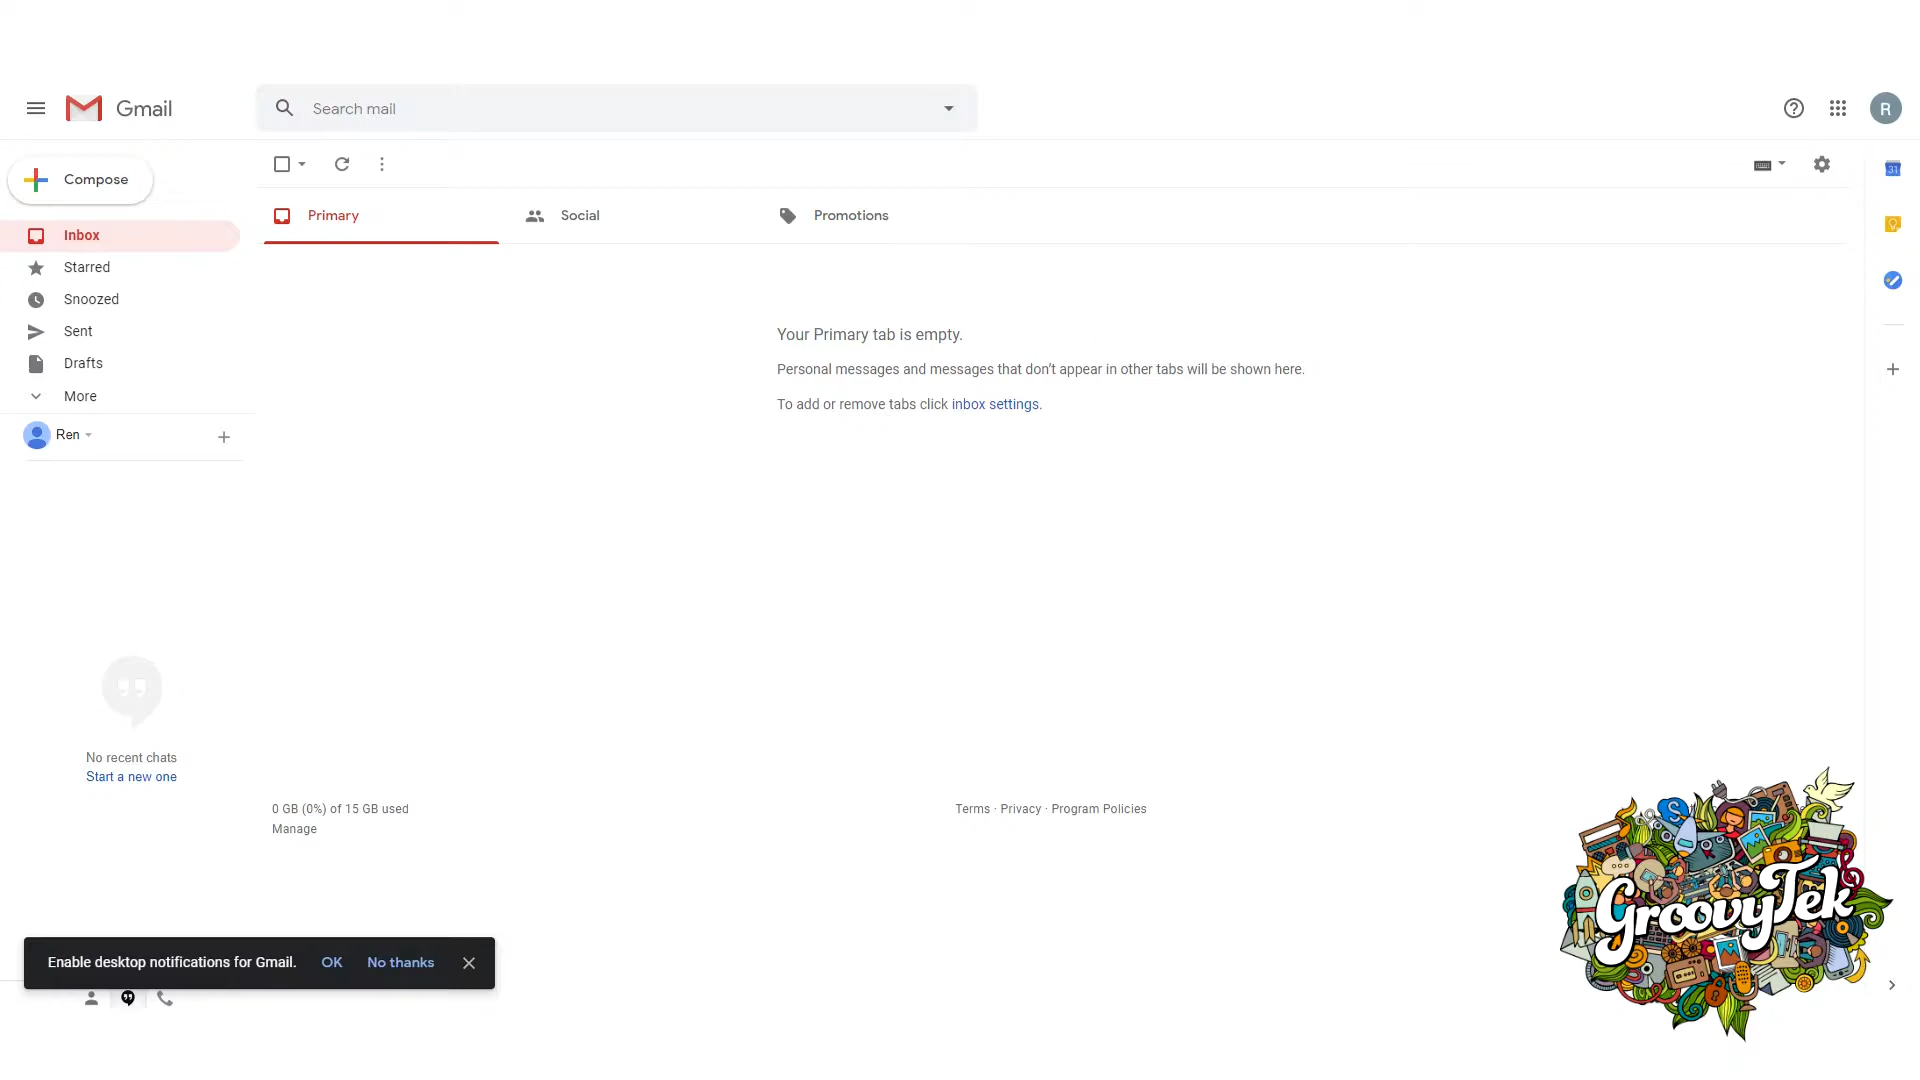 Gmail
Search mail
R
Compose
Primary
Social
Promotions
31
Inbox
Starred
Snoozed
Sent
Drafts
More
Ren
Your Primary tab is empty.
Personal messages and messages that don't appear in other tabs will be shown here.
To add or remove tabs click inbox settings.
No recent chats
Start a new one
0 GB (0%) of 15 GB used
Manage
Terms · Privacy · Program Policies
GroovyTek
Enable desktop notifications for Gmail. OK No thanks